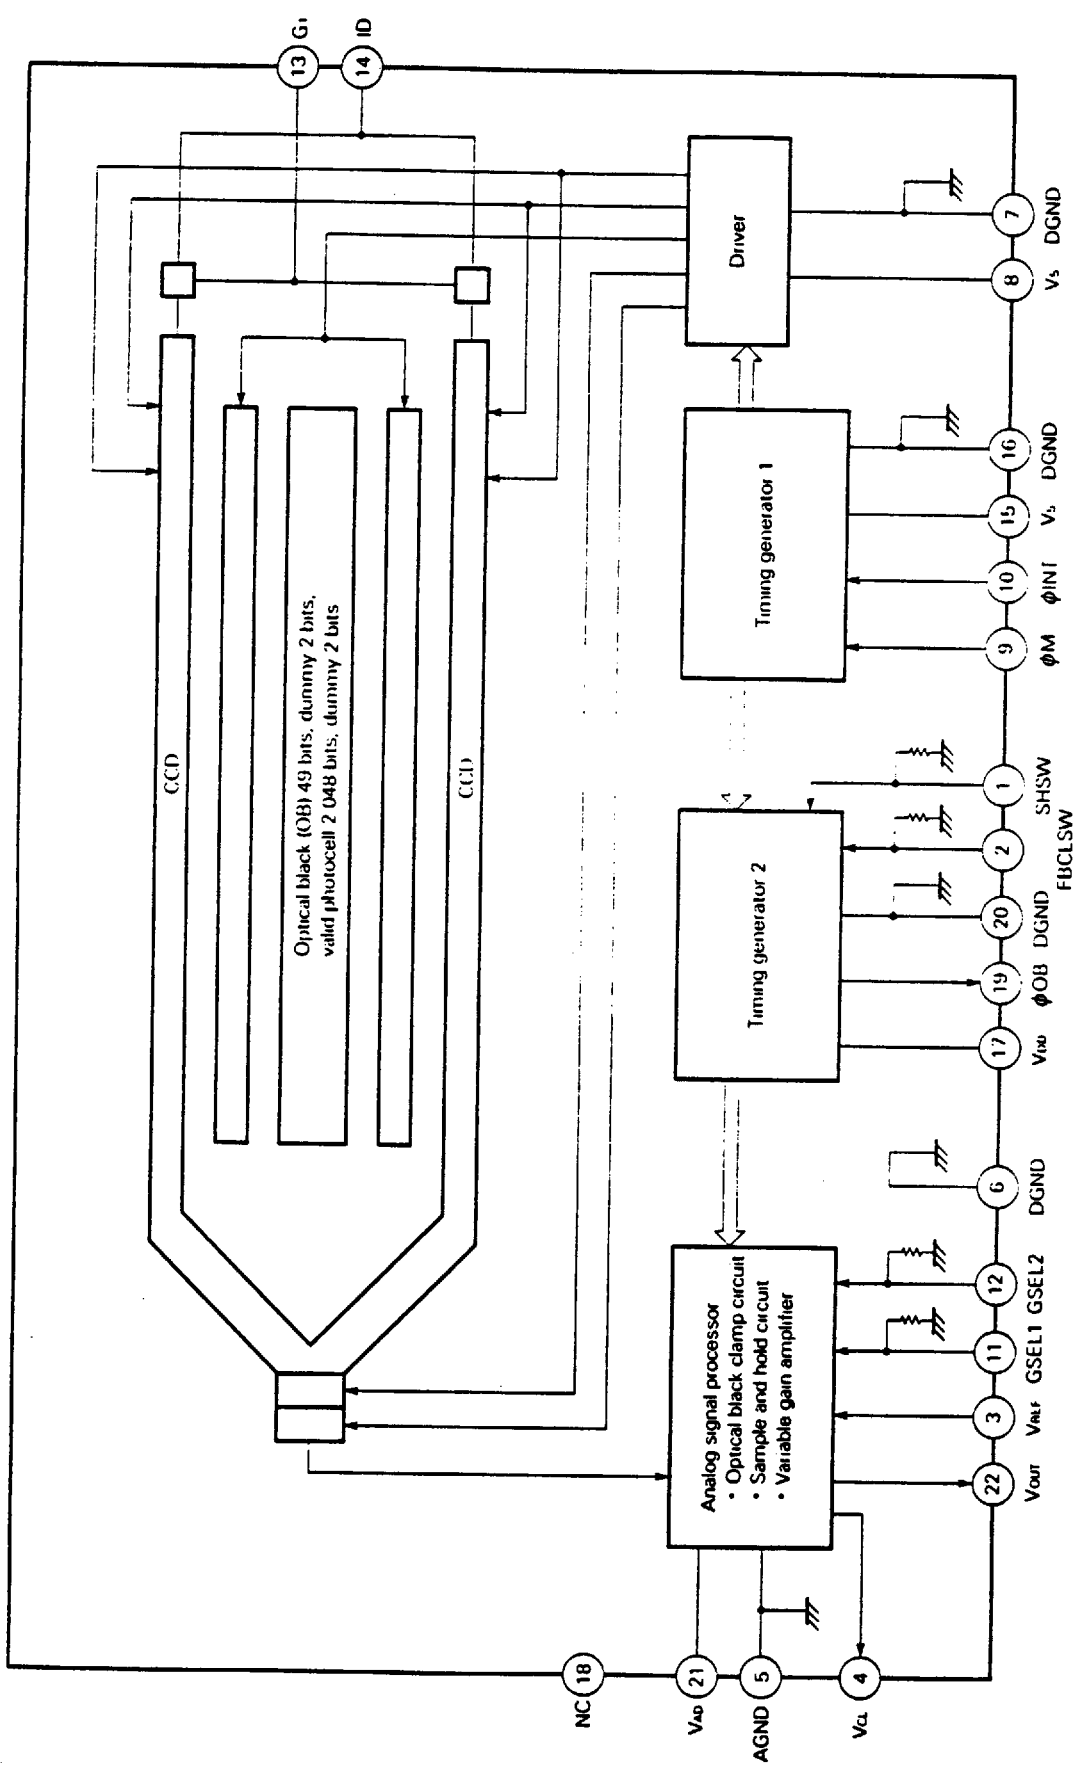 13 GI
14 ID
CCD
Optical black (OB) 49 bits, dummy 2 bits,
valid photocell 2 048 bits, dummy 2 bits
CCD
Analog signal processor
• Optical black clamp circuit
• Sample and hold circuit
• Variable gain amplifier
Timing generator 2
Timing generator 1
Driver
NC 18
VAD 21
AGND 5
VCL 4
22 VOUT
3 VREF
11 GSEL1
12 GSEL2
6 DGND
17 VDD
19 ϕOB
20 DGND
2 FBCLSW
1 SHSW
9 ϕM
10 ϕINT
15 VS
16 DGND
8 VS
7 DGND